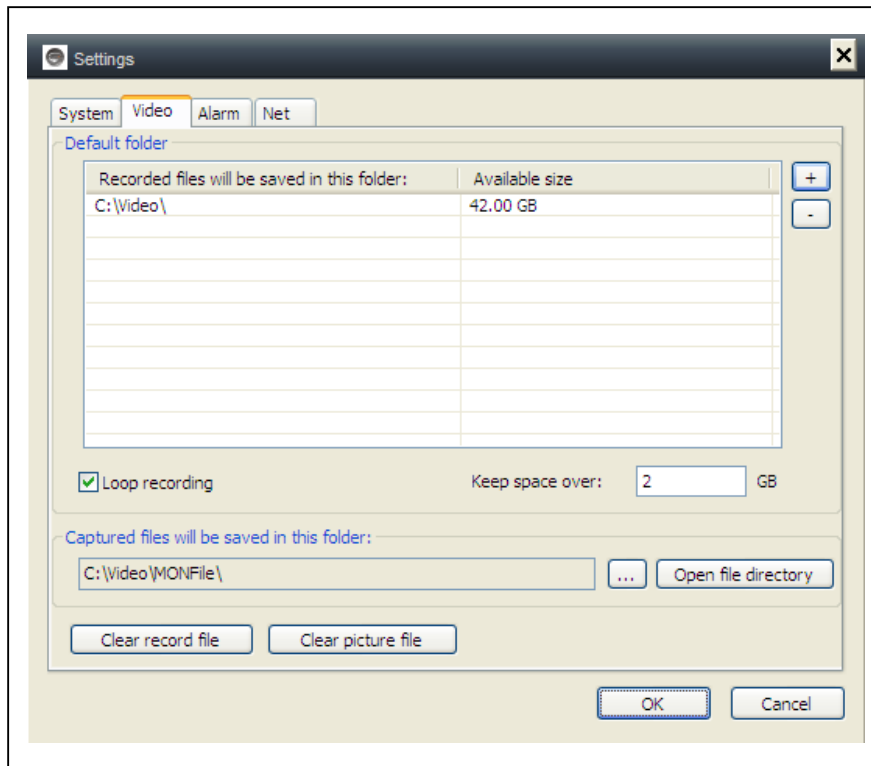 Settings
System Video Alarm Net
Default folder
Recorded files will be saved in this folder: Available size
C:\Video\ 42.00 GB
+
-
Loop recording Keep space over: 2 GB
Captured files will be saved in this folder:
C:\Video\MONFile\ ... Open file directory
Clear record file Clear picture file
OK Cancel